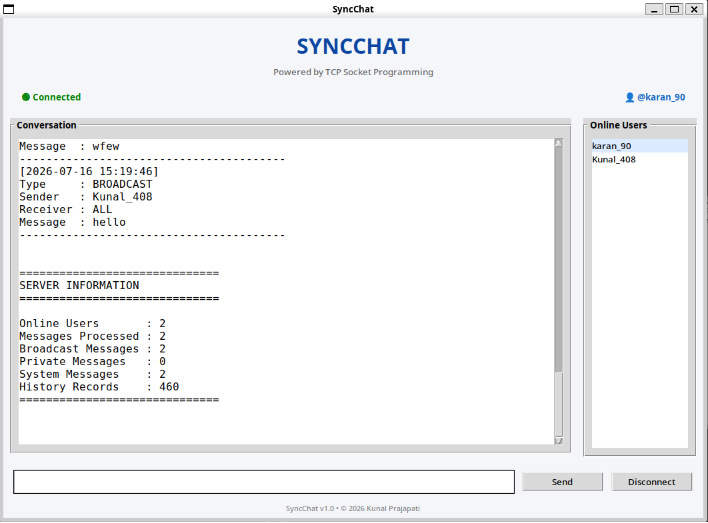 SyncChat
SYNCCHAT
Powered by TCP Socket Programming
Connected
@karan_90
Conversation
Message  : wfew
----------------------------------------
[2026-07-16 15:19:46]
Type     : BROADCAST
Sender   : Kunal_408
Receiver : ALL
Message  : hello
----------------------------------------
==============================
SERVER INFORMATION
==============================
Online Users       : 2
Messages Processed : 2
Broadcast Messages : 2
Private Messages   : 0
System Messages    : 2
History Records    : 460
==============================
Online Users
karan_90
Kunal_408
Send
Disconnect
SyncChat v1.0 • © 2026 Kunal Prajapati